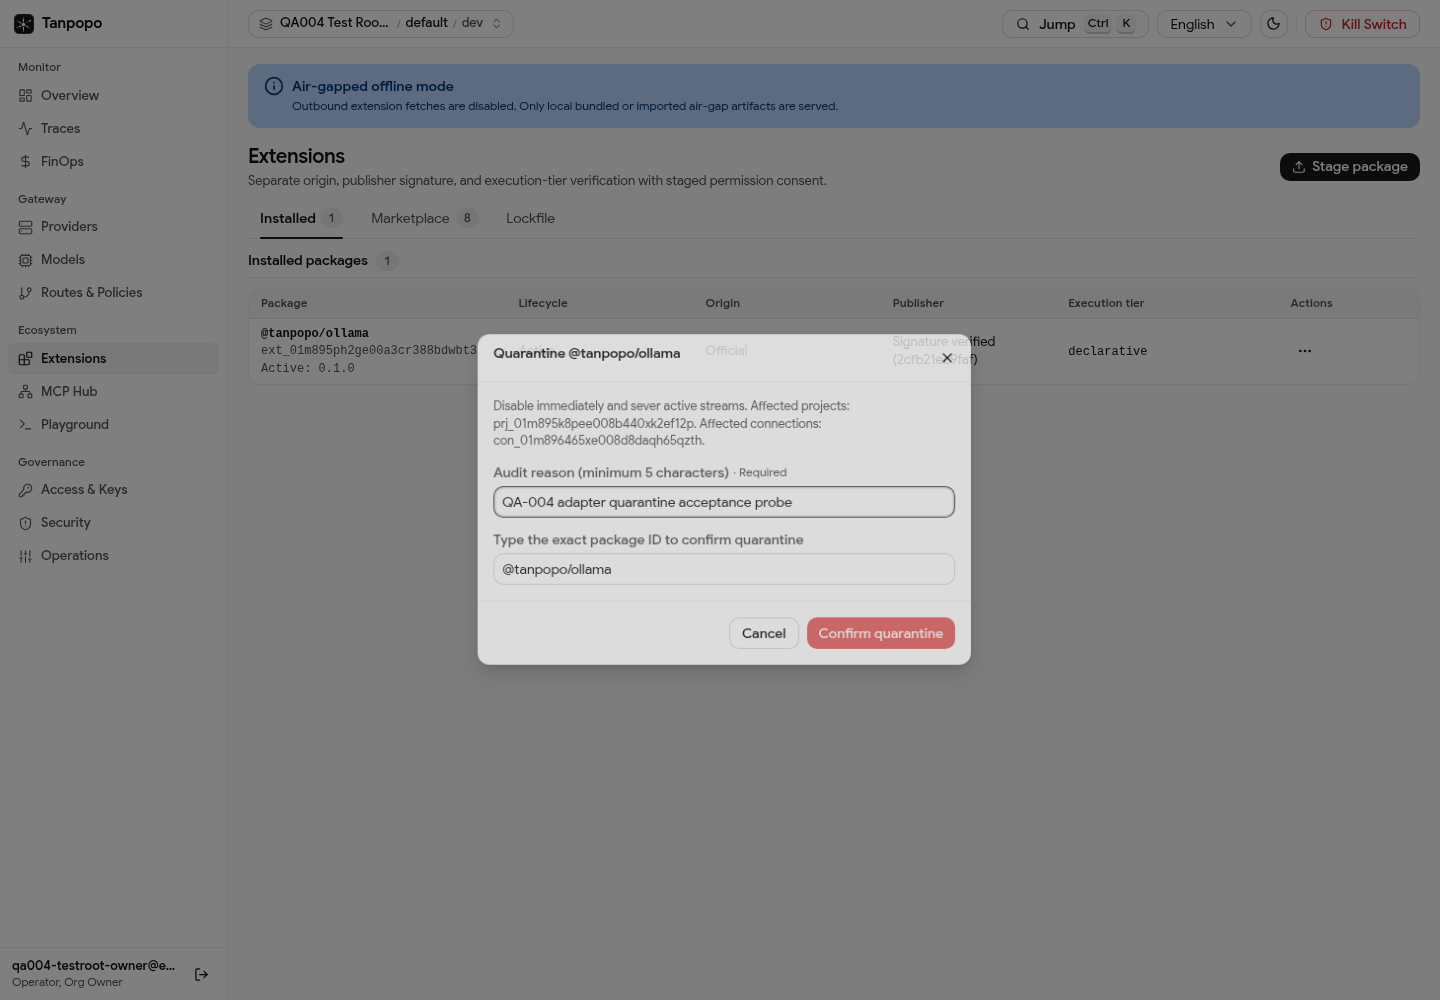 Tanpopo
QA004 Test Roo... / default / dev
Jump Ctrl K
English
Kill Switch
Monitor
Overview
Traces
FinOps
Gateway
Providers
Models
Routes & Policies
Ecosystem
Extensions
MCP Hub
Playground
Governance
Access & Keys
Security
Operations
qa004-testroot-owner@e...
Operator, Org Owner
Air-gapped offline mode
Outbound extension fetches are disabled. Only local bundled or imported air-gap artifacts are served.
Extensions
Separate origin, publisher signature, and execution-tier verification with staged permission consent.
Stage package
Installed 1 Marketplace 8 Lockfile
Installed packages 1
Package Lifecycle Origin Publisher Execution tier Actions
@tanpopo/ollama
ext_01m895ph2ge00a3cr388bdwbt3
Active: 0.1.0
Official
Signature verified
declarative
Quarantine @tanpopo/ollama
Disable immediately and sever active streams. Affected projects:
prj_01m895k8pee008b440xk2ef12p. Affected connections:
con_01m896465xe008d8daqh65qzth.
Audit reason (minimum 5 characters) · Required
QA-004 adapter quarantine acceptance probe
Type the exact package ID to confirm quarantine
@tanpopo/ollama
Cancel
Confirm quarantine